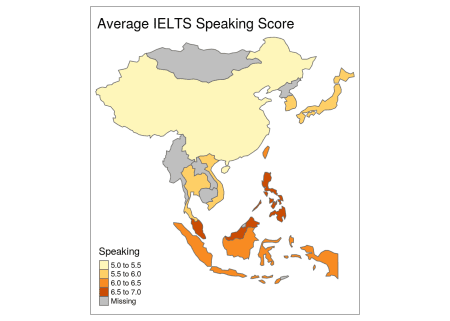 Average IELTS Speaking Score
Speaking
5.0 to 5.5
5.5 to 6.0
6.0 to 6.5
6.5 to 7.0
Missing